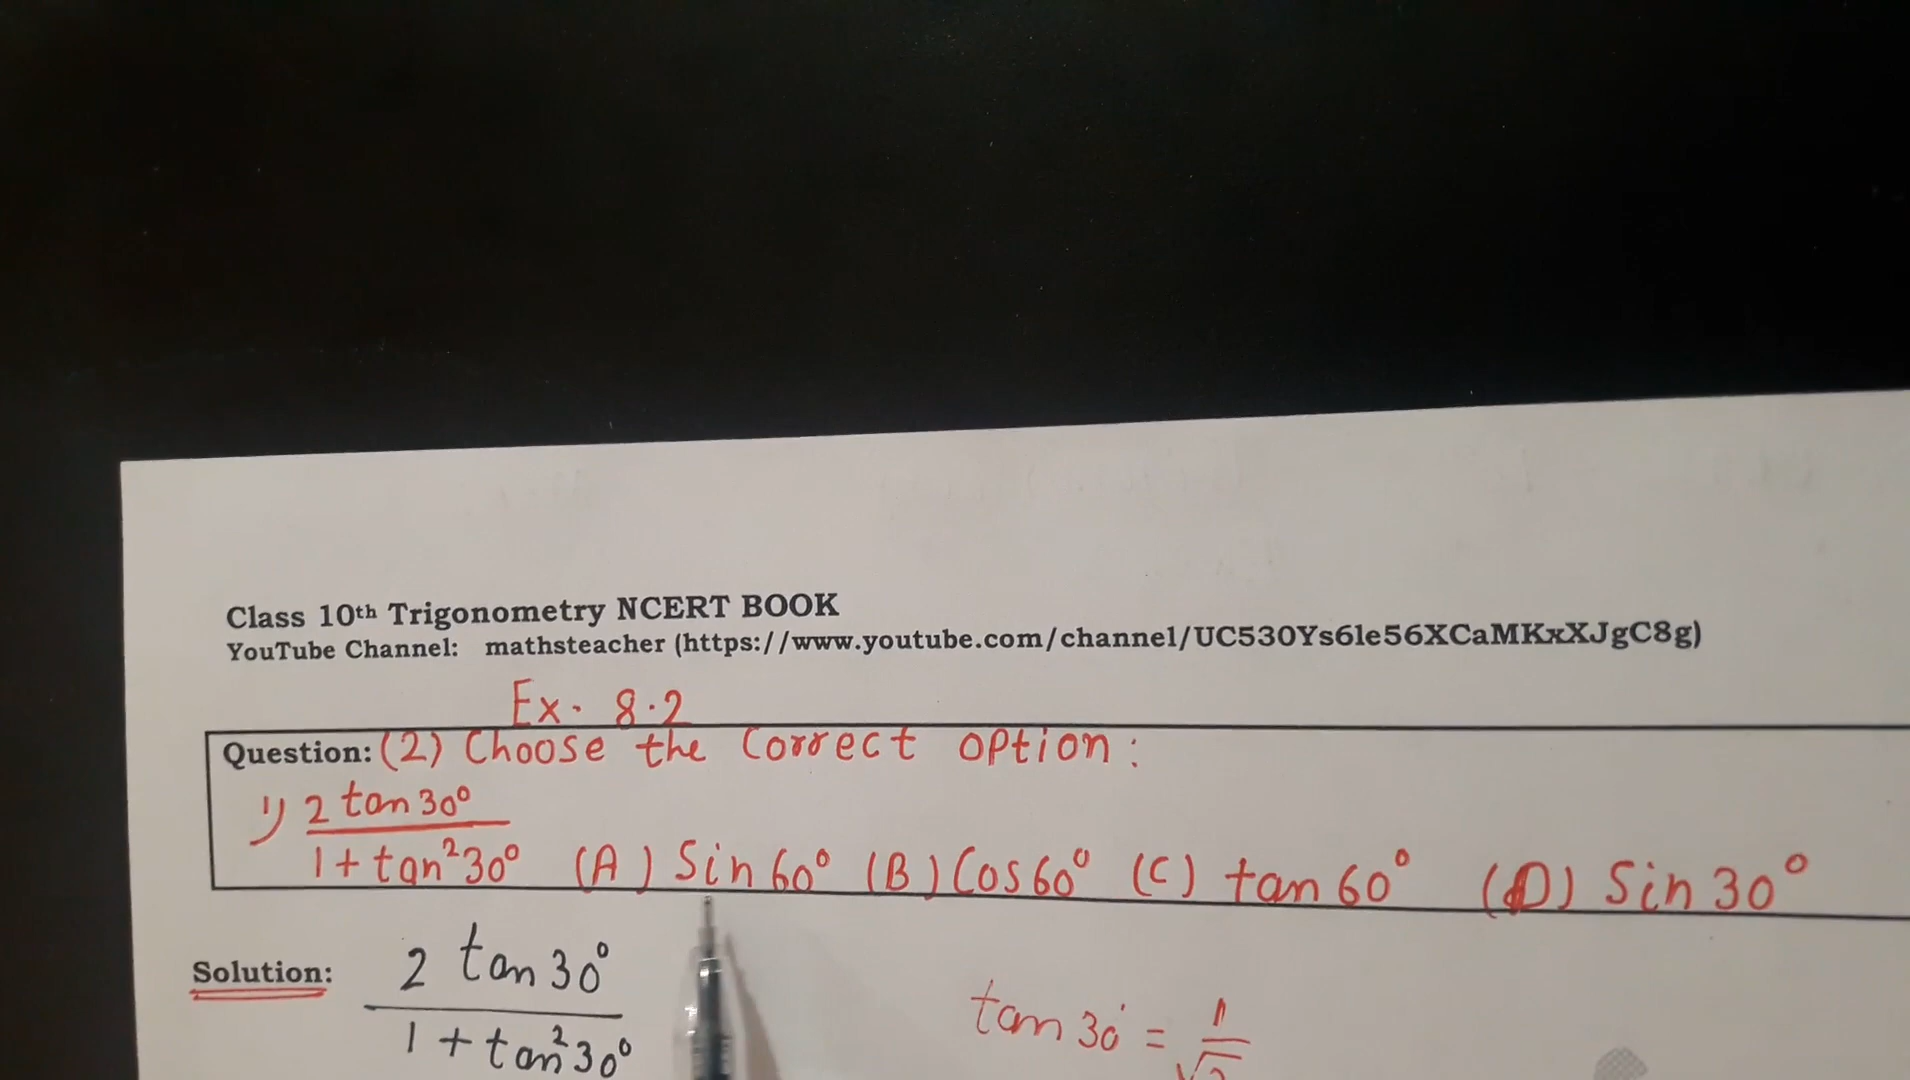 Class 10th Trigonometry NCERT BOOK
YouTube Channel: mathsteacher (https://www.youtube.com/channel/UC530Ys6le56XCaMKxXJgC8g)
Ex. 8.2
Question: (2) Choose the Correct option:
1) 2 tan 30°
1 + tan²30° (A) Sin 60° (B) Cos 60° (C) tan 60° (D) Sin 30°
Solution: 2 tan 30°
1 + tan²30°
tan 30° = 1